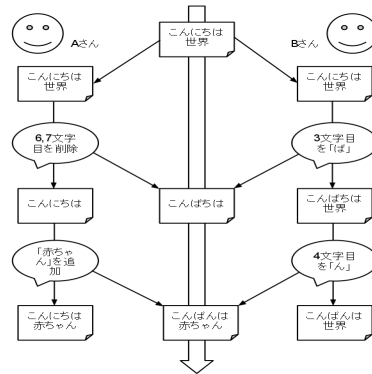 Aさん
こんにちは
世界
Bさん
こんにちは
世界
こんにちは
世界
6,7文字
目を削除
3文字目
を「ば」
こんにちは
こんばちは
こんばちは
世界
「赤ちゃ
ん」を追
加
4文字目
を「ん」
こんにちは
赤ちゃん
こんばんは
赤ちゃん
こんばんは
世界